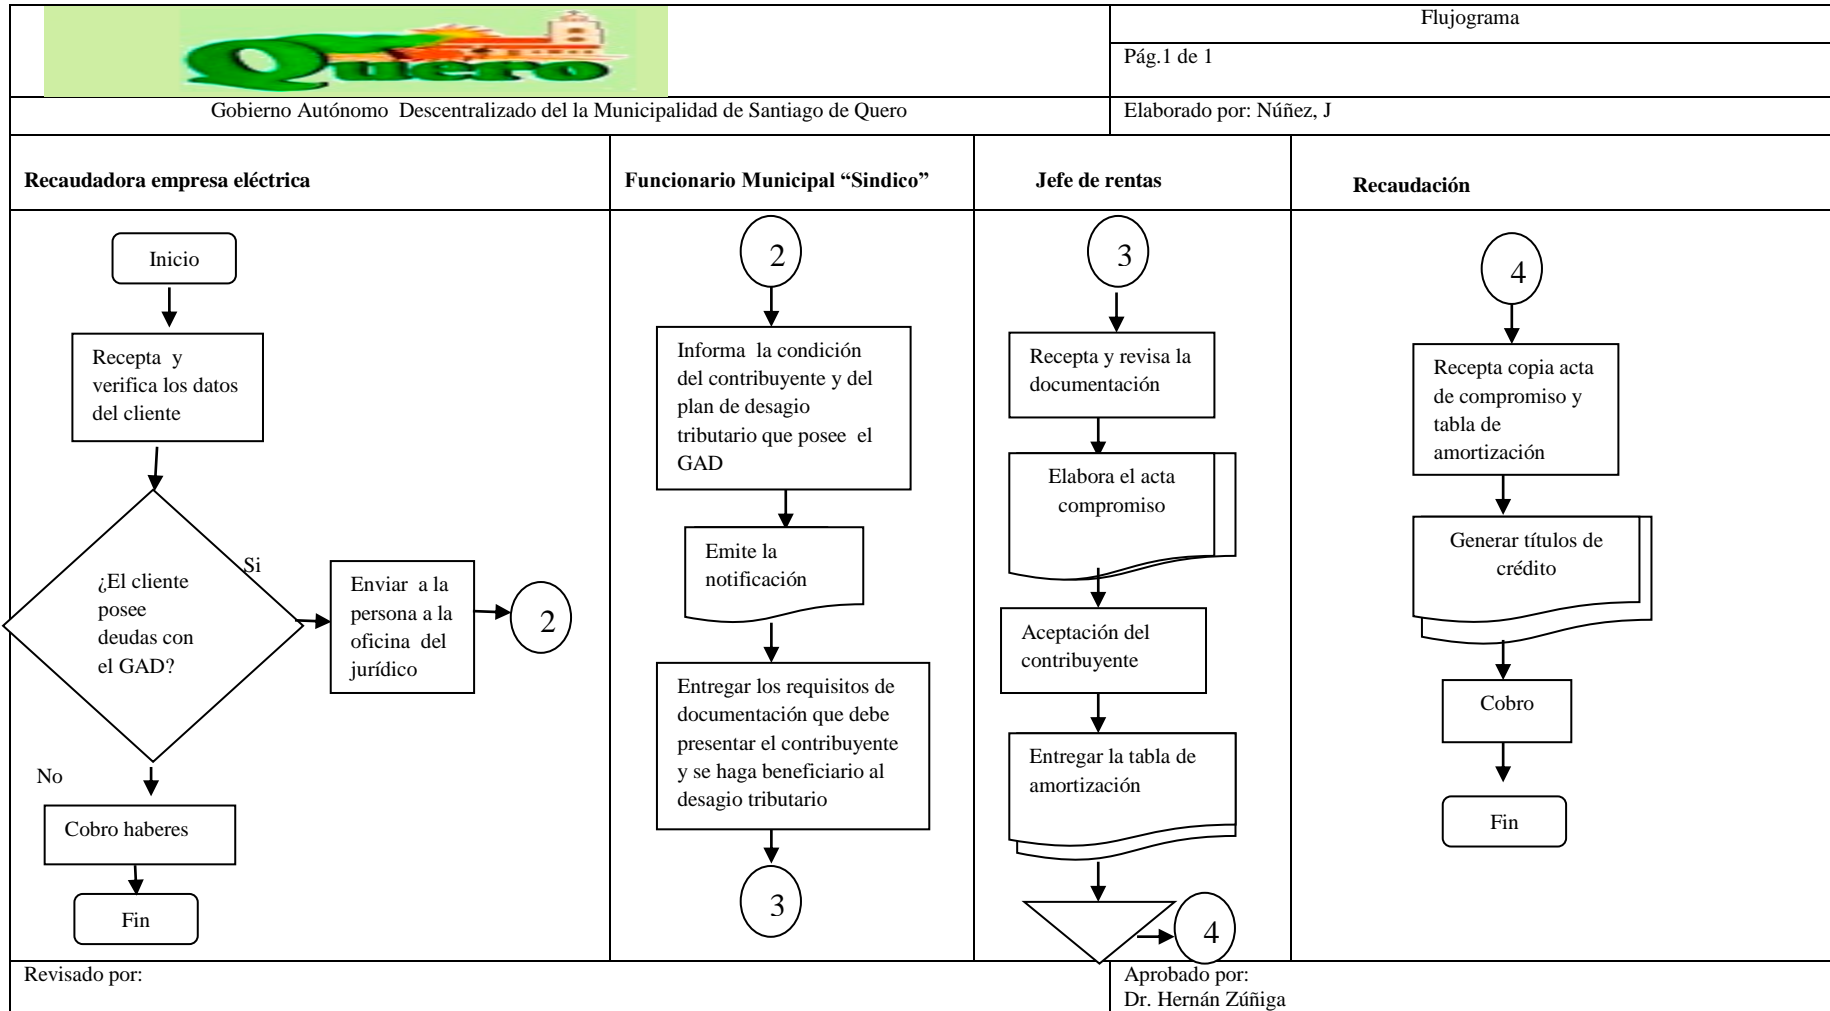 Quero
Flujograma
Pág.1 de 1
Gobierno Autónomo Descentralizado del la Municipalidad de Santiago de Quero
Elaborado por: Núñez, J
Recaudadora empresa eléctrica
Funcionario Municipal “Sindico”
Jefe de rentas
Recaudación
Inicio
Recepta y
verifica los datos
del cliente
¿El cliente
posee
deudas con
el GAD?
Si
Enviar a la
persona a la
oficina del
jurídico
2
No
Cobro haberes
Fin
2
Informa la condición
del contribuyente y del
plan de desagio
tributario que posee el
GAD
Emite la
notificación
Entregar los requisitos de
documentación que debe
presentar el contribuyente
y se haga beneficiario al
desagio tributario
3
3
Recepta y revisa la
documentación
Elabora el acta
compromiso
Aceptación del
contribuyente
Entregar la tabla de
amortización
4
4
Recepta copia acta
de compromiso y
tabla de
amortización
Generar títulos de
crédito
Cobro
Fin
Revisado por:
Aprobado por:
Dr. Hernán Zúñiga